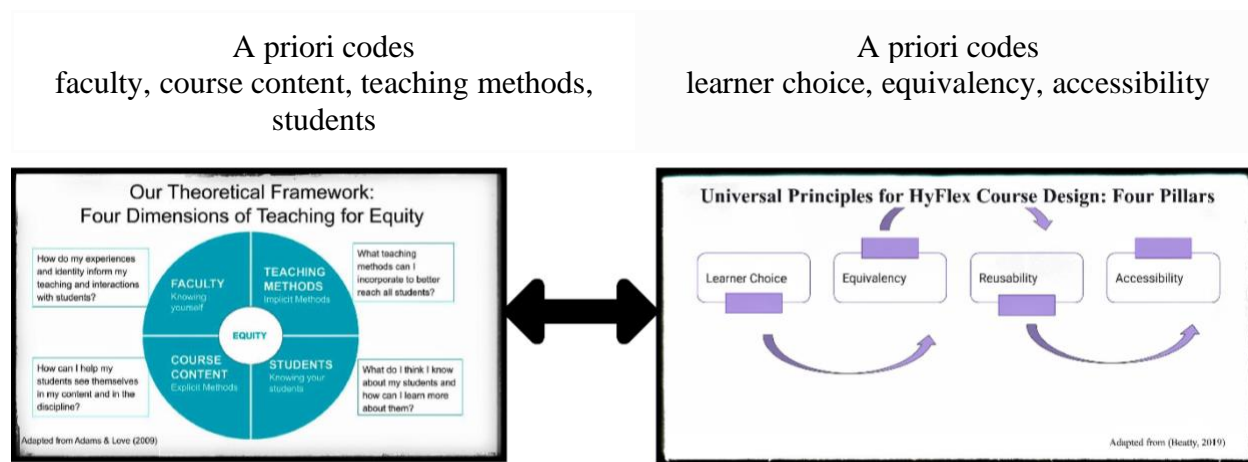 A priori codes
faculty, course content, teaching methods,
students
A priori codes
learner choice, equivalency, accessibility
Our Theoretical Framework:
Four Dimensions of Teaching for Equity
How do my experiences
and identity inform my
teaching and interactions
with students?
FACULTY
Knowing
yourself
TEACHING
METHODS
Implicit Methods
What teaching
methods can I
incorporate to better
reach all students?
EQUITY
How can I help my
students see themselves
in my content and in the
discipline?
COURSE
CONTENT
Explicit Methods
STUDENTS
Knowing your
students
What do I think I know
about my students and
how can I learn more
about them?
Adapted from Adams & Love (2009)
Universal Principles for HyFlex Course Design: Four Pillars
Learner Choice
Equivalency
Reusability
Accessibility
Adapted from (Beatty, 2019)